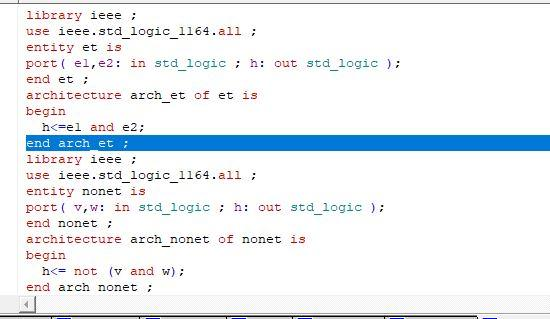 library ieee ;
use ieee.std_logic_1164.all ;
entity et is
port( e1,e2: in std_logic ; h: out std_logic );
end et ;
architecture arch_et of et is
begin
h<=e1 and e2;
end arch_et ;
library ieee ;
use ieee.std_logic_1164.all ;
entity nonet is
port( v,w: in std_logic ; h: out std_logic );
end nonet ;
architecture arch_nonet of nonet is
begin
h<= not (v and w);
end arch_nonet ;